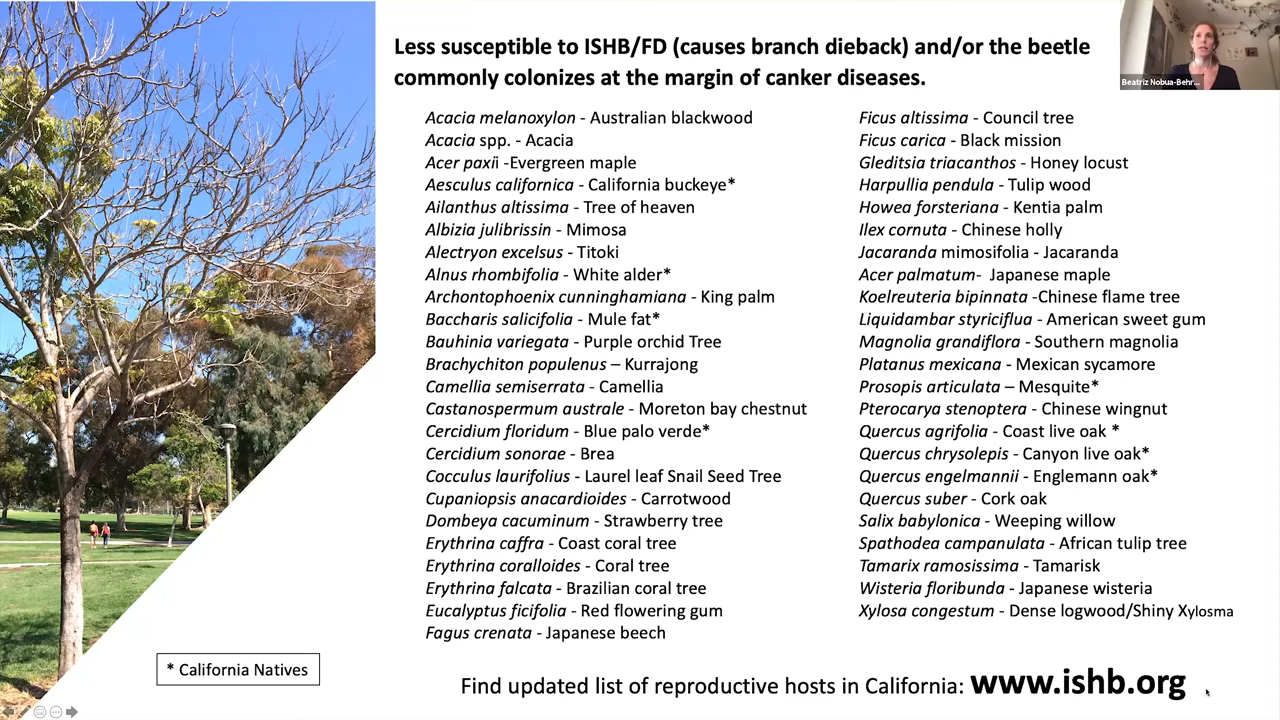 Less susceptible to ISHB/FD (causes branch dieback) and/or the beetle
commonly colonizes at the margin of canker diseases.
Beatriz Nobua-Behr...
Acacia melanoxylon - Australian blackwood
Acacia spp. - Acacia
Acer paxii -Evergreen maple
Aesculus californica - California buckeye*
Ailanthus altissima - Tree of heaven
Albizia julibrissin - Mimosa
Alectryon excelsus - Titoki
Alnus rhombifolia - White alder*
Archontophoenix cunninghamiana - King palm
Baccharis salicifolia - Mule fat*
Bauhinia variegata - Purple orchid Tree
Brachychiton populenus – Kurrajong
Camellia semiserrata - Camellia
Castanospermum australe - Moreton bay chestnut
Cercidium floridum - Blue palo verde*
Cercidium sonorae - Brea
Cocculus laurifolius - Laurel leaf Snail Seed Tree
Cupaniopsis anacardioides - Carrotwood
Dombeya cacuminum - Strawberry tree
Erythrina caffra - Coast coral tree
Erythrina coralloides - Coral tree
Erythrina falcata - Brazilian coral tree
Eucalyptus ficifolia - Red flowering gum
Fagus crenata - Japanese beech
Ficus altissima - Council tree
Ficus carica - Black mission
Gleditsia triacanthos - Honey locust
Harpullia pendula - Tulip wood
Howea forsteriana - Kentia palm
Ilex cornuta - Chinese holly
Jacaranda mimosifolia - Jacaranda
Acer palmatum- Japanese maple
Koelreuteria bipinnata -Chinese flame tree
Liquidambar styriciflua - American sweet gum
Magnolia grandiflora - Southern magnolia
Platanus mexicana - Mexican sycamore
Prosopis articulata – Mesquite*
Pterocarya stenoptera - Chinese wingnut
Quercus agrifolia - Coast live oak *
Quercus chrysolepis - Canyon live oak*
Quercus engelmannii - Englemann oak*
Quercus suber - Cork oak
Salix babylonica - Weeping willow
Spathodea campanulata - African tulip tree
Tamarix ramosissima - Tamarisk
Wisteria floribunda - Japanese wisteria
Xylosa congestum - Dense logwood/Shiny Xylosma
* California Natives
Find updated list of reproductive hosts in California: www.ishb.org